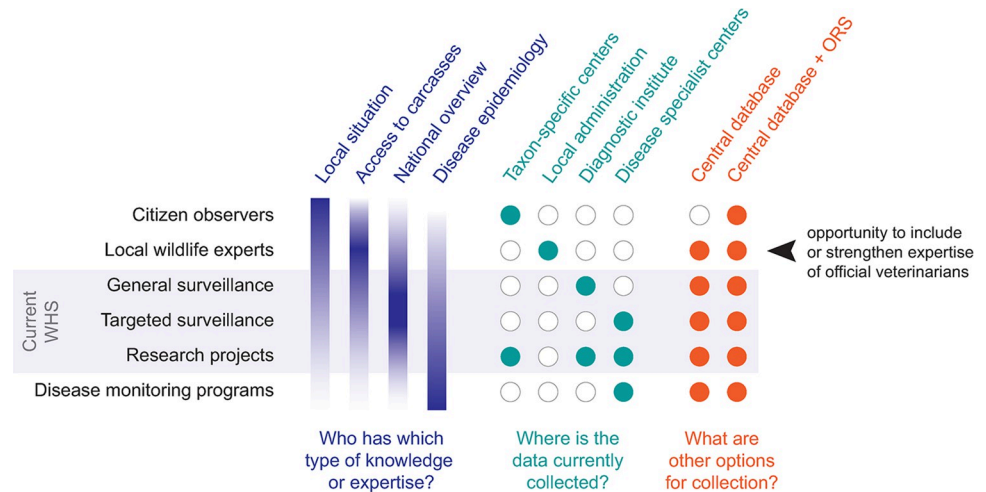 Local situation
Access to carcasses
National overview
Disease epidemiology
Taxon-specific centers
Local administration
Diagnostic institute
Disease specialist centers
Central database
Central database + ORS
Citizen observers
Local wildlife experts
General surveillance
Targeted surveillance
Research projects
Disease monitoring programs
Current
WHS
opportunity to include
or strengthen expertise
of official veterinarians
Who has which
type of knowledge
or expertise?
Where is the
data currently
collected?
What are
other options
for collection?